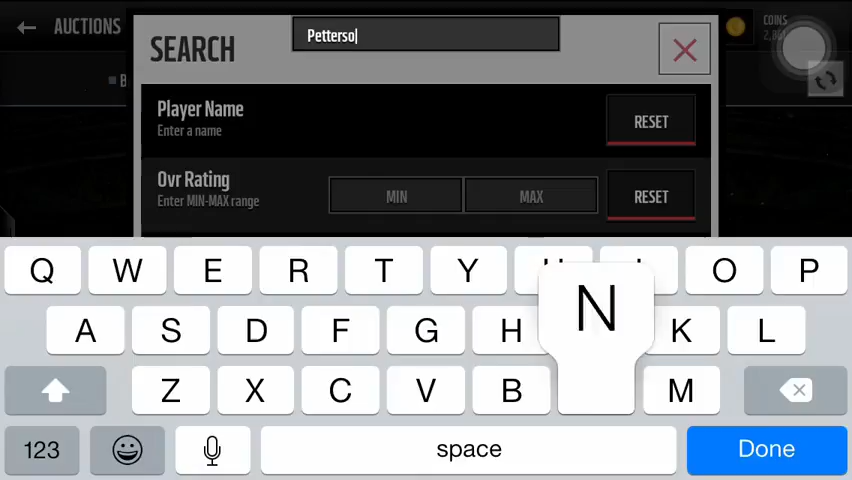 AUCTIONS
Petterso
COINS
SEARCH
Player Name
Enter a name
RESET
Ovr Rating
Enter MIN-MAX range
MIN
MAX
RESET
Q W E R T Y O P
A S D F G H K L
N
Z X C V B M
123
space
Done